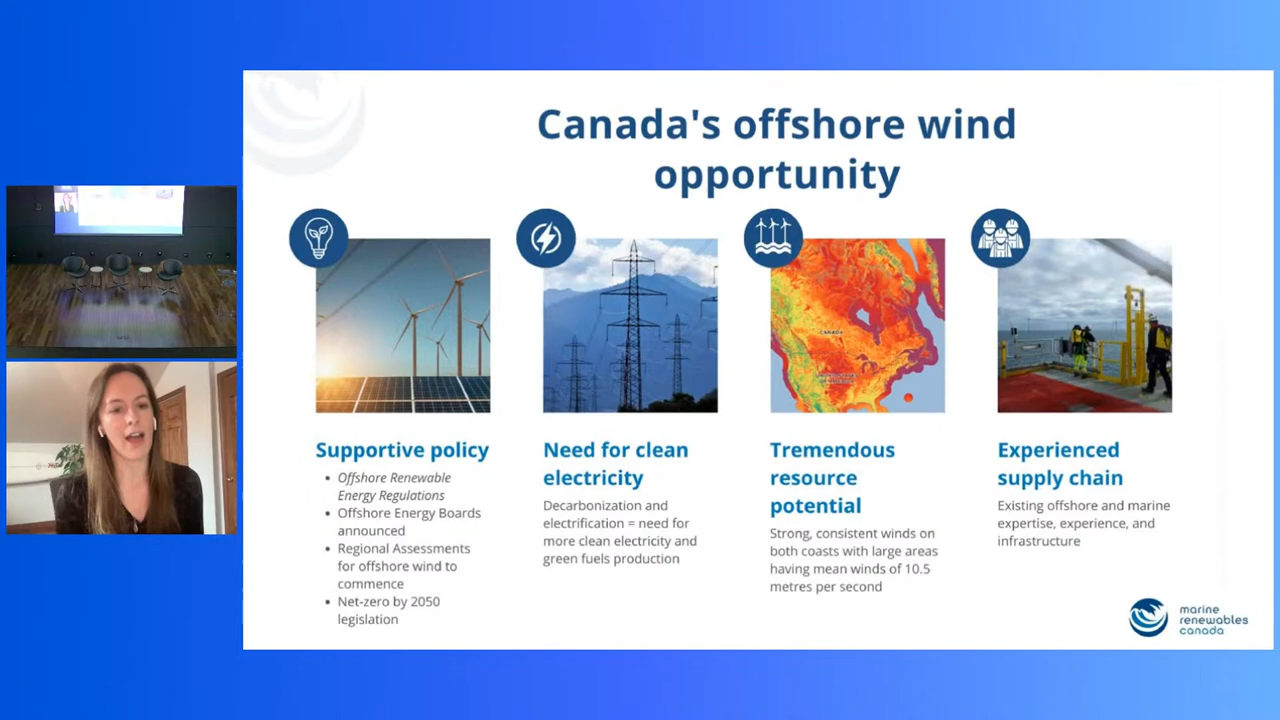 Canada's offshore wind
opportunity
CANADA
Supportive policy
• Offshore Renewable
Energy Regulations
• Offshore Energy Boards
announced
• Regional Assessments
for offshore wind to
commence
• Net-zero by 2050
legislation
Need for clean
electricity
Decarbonization and
electrification = need for
more clean electricity and
green fuels production
Tremendous
resource
potential
Strong, consistent winds on
both coasts with large areas
having mean winds of 10.5
metres per second
Experienced
supply chain
Existing offshore and marine
expertise, experience, and
infrastructure
marine
renewables
canada